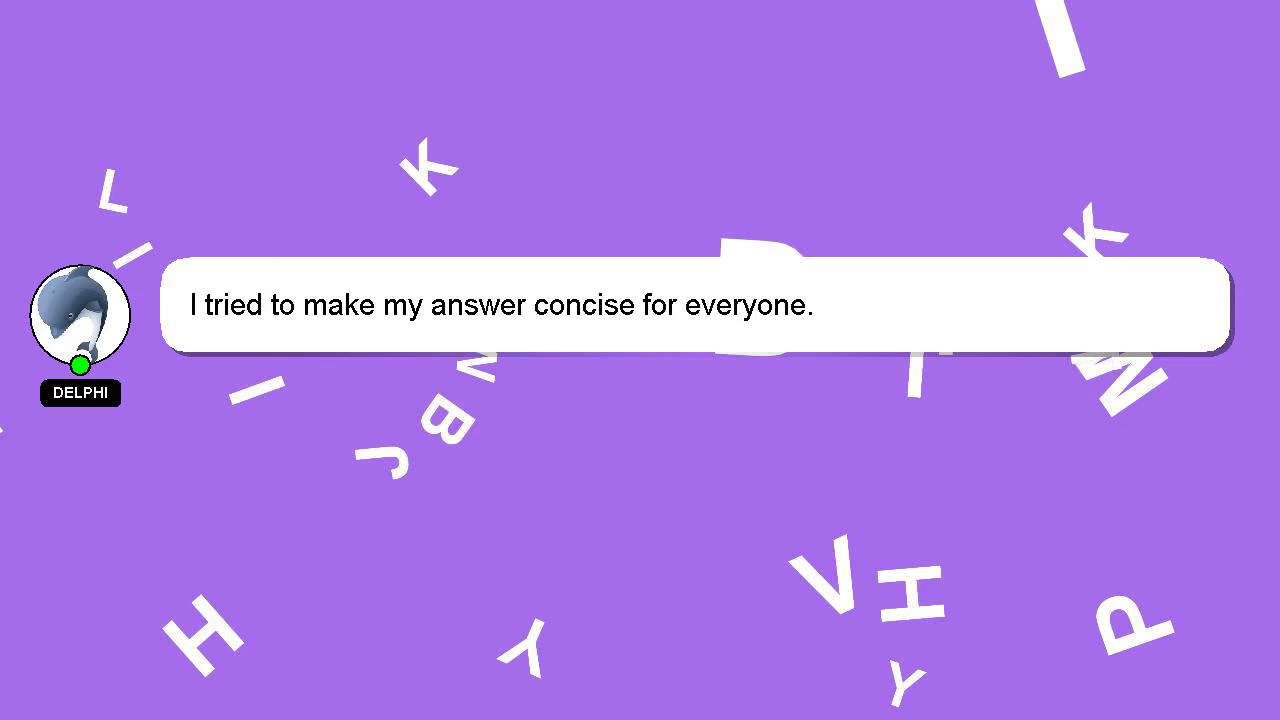 I
K
L
K
I
I tried to make my answer concise for everyone.
DELPHI
I
B
M
J
V
H
H
P
Y
Y